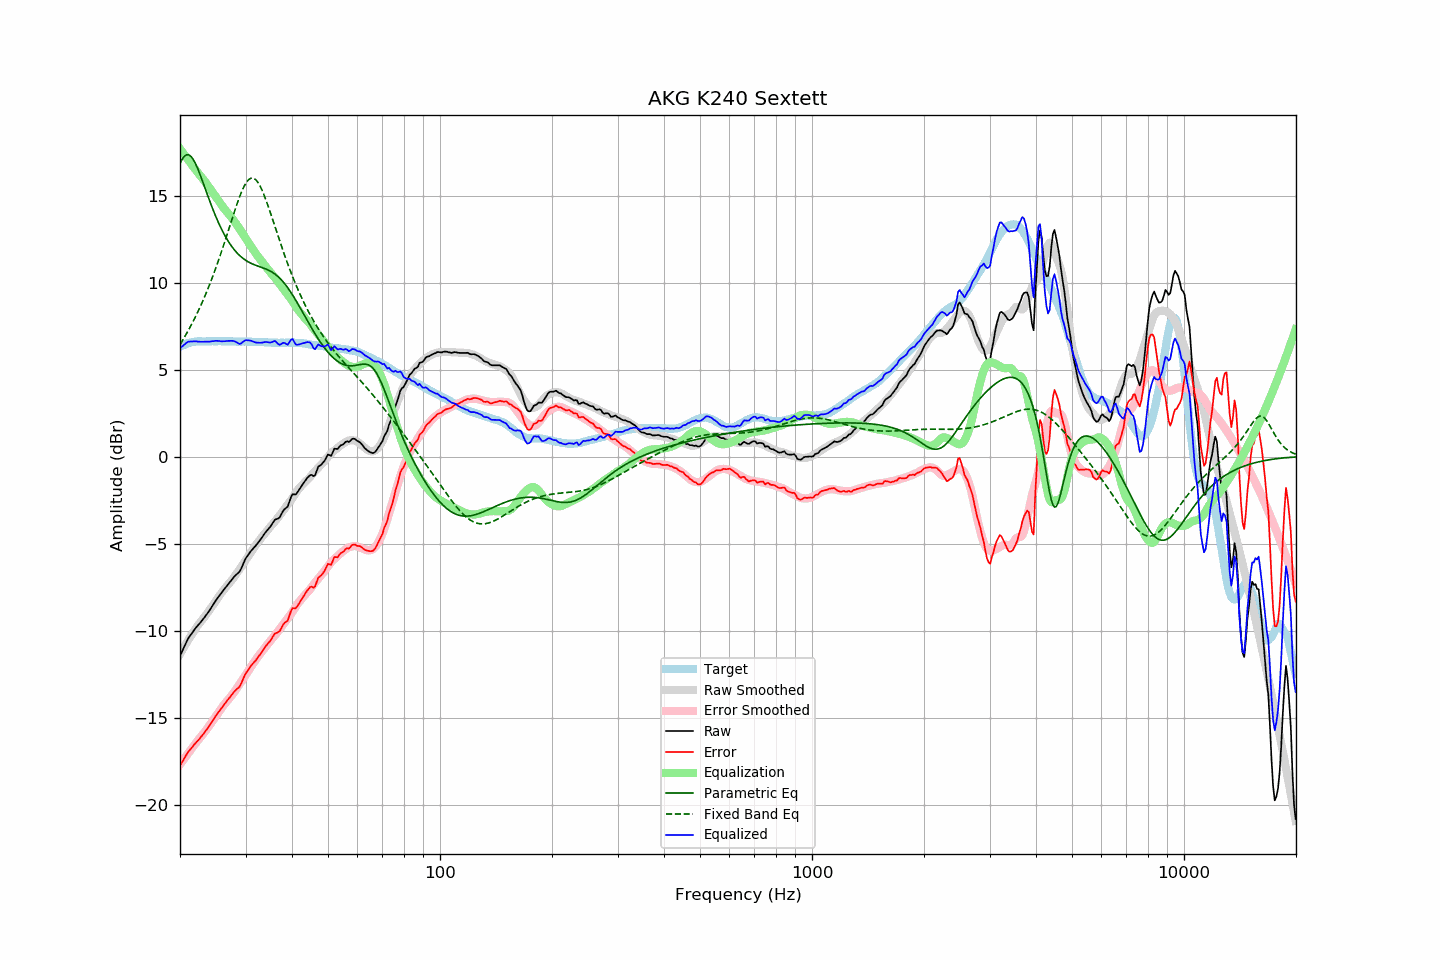 AKG K240 Sextett
Amplitude (dBr)
15
10
5
0
−5
−10
−15
−20
Target
Raw Smoothed
Error Smoothed
Raw
Error
Equalization
Parametric Eq
Fixed Band Eq
Equalized
100 1000 10000
Frequency (Hz)